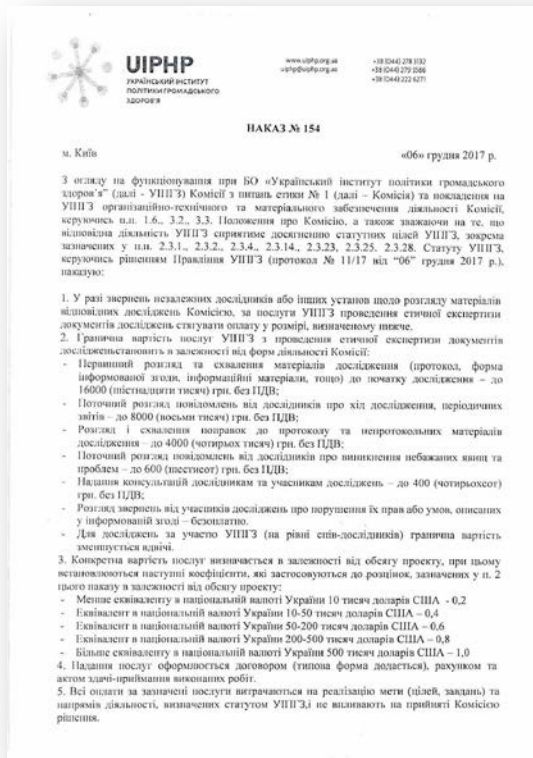 UIPHP
УКРАЇНСЬКИЙ ІНСТИТУТ
ПОЛІТИКИ ГРОМАДСЬКОГО
ЗДОРОВ'Я
www.uiphp.org.ua
uiphp@uiphp.org.ua
+38 (044) 278 3132
+38 (044) 279 3566
+38 (044) 222 6271
НАКАЗ № 154
м. Київ
«06» грудня 2017 р.
З огляду на функціонування при БО «Український інститут політики громадського
здоров'я" (далі - УІПГЗ) Комісії з питань етики № 1 (далі – Комісія) та покладення на
УІПГЗ організаційно-технічного та матеріального забезпечення діяльності Комісії,
керуючись п.п. 1.6., 3.2., 3.3. Положення про Комісію, а також зважаючи на те, що
відповідна діяльність УІПГЗ сприятиме досягненню статутних цілей УІПГЗ, зокрема
зазначених у п.п. 2.3.1., 2.3.2., 2.3.4., 2.3.14., 2.3.23, 2.3.25. 2.3.28. Статуту УІПГЗ,
керуючись рішенням Правління УІПГЗ (протокол № 11/17 від "06" грудня 2017 р.),
наказую:
1. У разі звернень незалежних дослідників або інших установ щодо розгляду матеріалів
відповідних досліджень Комісією, за послуги УІПГЗ проведення етичної експертизи
документів досліджень стягувати оплату у розмірі, визначеному нижче.
2. Гранична вартість послуг УІПГЗ з проведення етичної експертизи документів
дослідженьстановить в залежності від форм діяльності Комісії:
- Первинний розгляд та схвалення матеріалів дослідження (протокол, форма
інформованої згоди, інформаційні матеріали, тощо) до початку дослідження – до
16000 (шістнадцяти тисяч) грн. без ПДВ;
- Поточний розгляд повідомлень від дослідників про хід дослідження, періодичних
звітів – до 8000 (восьми тисяч) грн. без ПДВ;
- Розгляд і схвалення поправок до протоколу та непротокольних матеріалів
дослідження – до 4000 (чотирьох тисяч) грн. без ПДВ;
- Поточний розгляд повідомлень від дослідників про виникнення небажаних явищ та
проблем – до 600 (шестисот) грн. без ПДВ;
- Надання консультацій дослідникам та учасникам досліджень – до 400 (чотирьохсот)
грн. без ПДВ;
- Розгляд звернень від учасників досліджень про порушення їх прав або умов, описаних
у інформованій згоді – безоплатно.
- Для досліджень за участю УІПГЗ (на рівні спів-дослідників) гранична вартість
зменшується вдвічі.
3. Конкретна вартість послуг визначається в залежності від обсягу проекту, при цьому
встановлюються наступні коефіцієнти, які застосовуються до розцінок, зазначених у п. 2
цього наказу в залежності від обсягу проекту:
- Менше еквіваленту в національній валюті України 10 тисяч доларів США - 0,2
- Еквівалент в національній валюті України 10-50 тисяч доларів США – 0,4
- Еквівалент в національній валюті України 50-200 тисяч доларів США – 0,6
- Еквівалент в національній валюті України 200-500 тисяч доларів США – 0,8
- Більше еквіваленту в національній валюті України 500 тисяч доларів США – 1,0
4. Надання послуг оформлюється договором (типова форма додається), рахунком та
актом здачі-приймання виконаних робіт.
5. Всі оплати за зазначені послуги витрачаються на реалізацію мети (цілей, завдань) та
напрямів діяльності, визначених статутом УІПГЗ,і не впливають на прийняті Комісією
рішення.